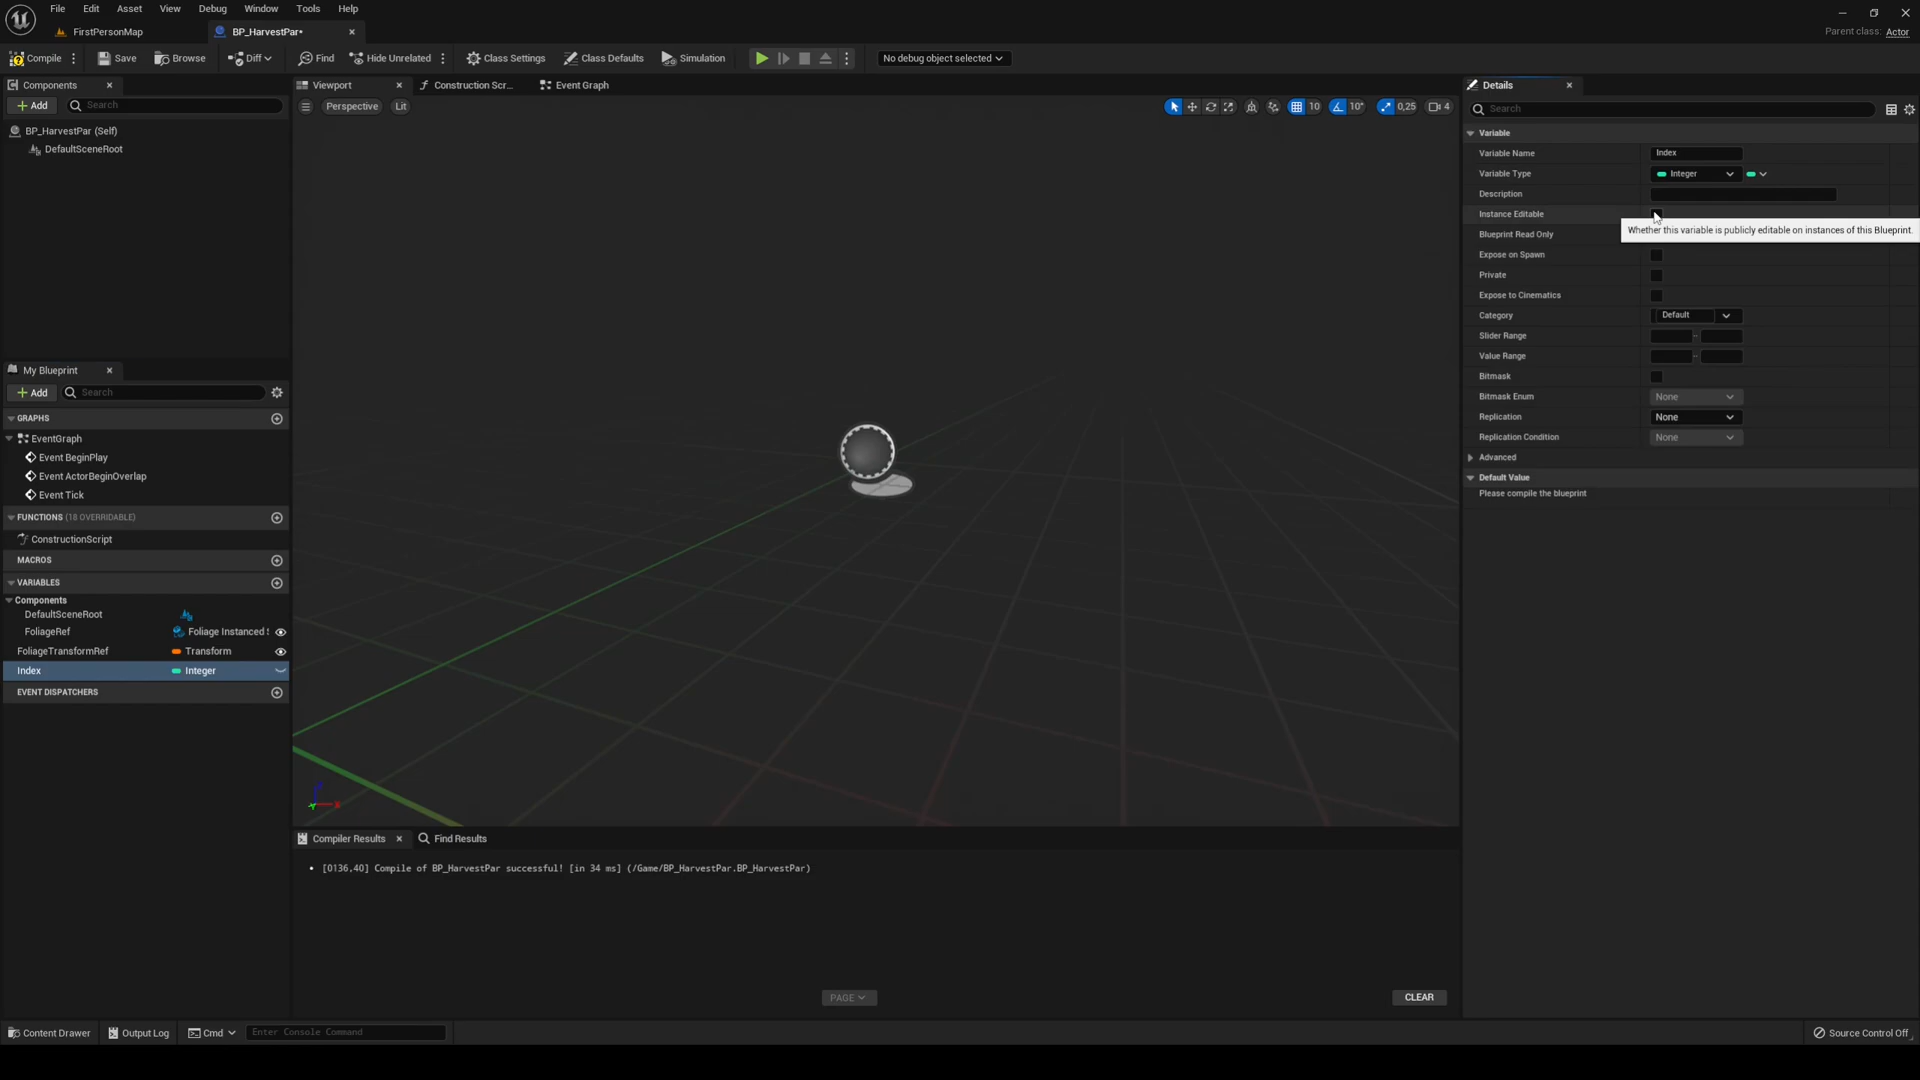 File Edit Asset View Debug Window Tools Help
FirstPersonMap
BP_HarvestPar•
Parent class: Actor
Compile Save Browse Diff Find Hide Unrelated Class Settings Class Defaults Simulation No debug object selected
Components
Viewport
Construction Scr...
Event Graph
Details
Add Search
Perspective Lit
10 10° 0,25 4
Search
BP_HarvestPar (Self)
DefaultSceneRoot
Variable
Variable Name Index
Variable Type Integer
Description
Instance Editable
Whether this variable is publicly editable on instances of this Blueprint.
Blueprint Read Only
Expose on Spawn
Private
Expose to Cinematics
Category Default
Slider Range
Value Range
Bitmask
Bitmask Enum None
Replication None
Replication Condition None
Advanced
Default Value
Please compile the blueprint
My Blueprint
Add Search
GRAPHS
EventGraph
Event BeginPlay
Event ActorBeginOverlap
Event Tick
FUNCTIONS (18 OVERRIDABLE)
ConstructionScript
MACROS
VARIABLES
Components
DefaultSceneRoot
FoliageRef Foliage Instanced
FoliageTransformRef Transform
Index Integer
EVENT DISPATCHERS
Compiler Results
Find Results
• [0136,40] Compile of BP_HarvestPar successful! [in 34 ms] (/Game/BP_HarvestPar.BP_HarvestPar)
PAGE
CLEAR
Content Drawer Output Log Cmd Enter Console Command
Source Control Off